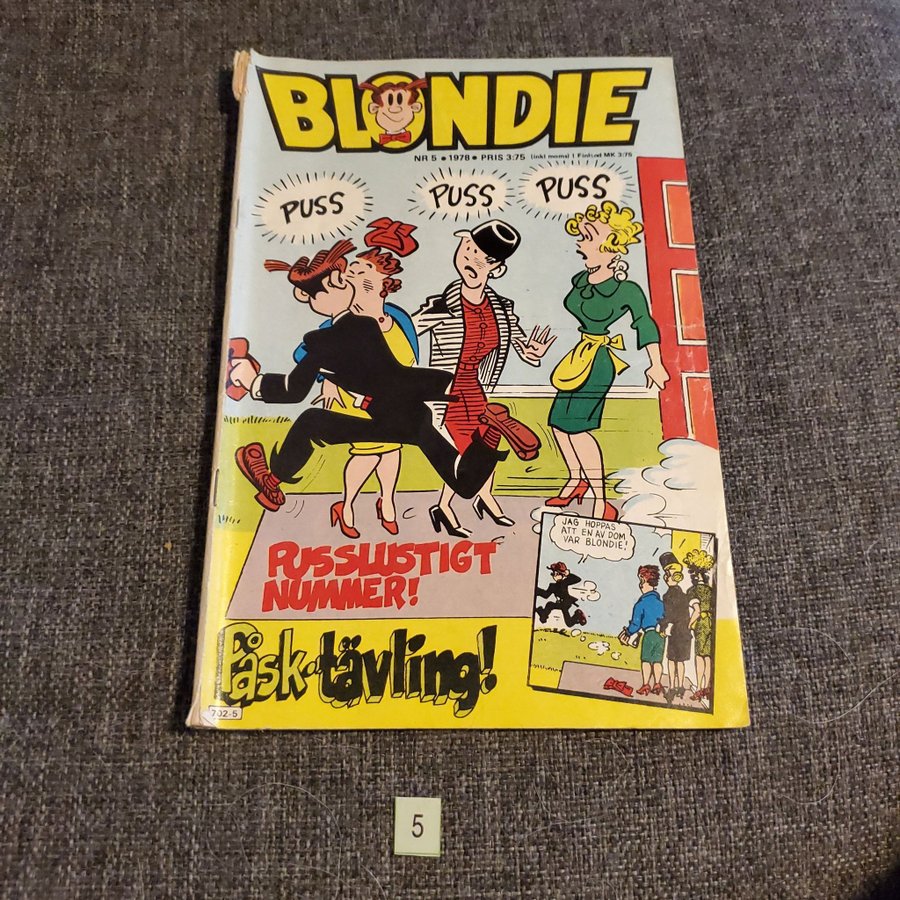 BLONDIE
NR 5 • 1978 • PRIS 3:75 (inkl moms) I Finland MK 3:75
PUSS
PUSS
PUSS
PUSSLUSTIGT
NUMMER!
JAG HOPPAS
ATT EN AV DOM
VAR BLONDIE!
påsk-tävling!
702-5
5